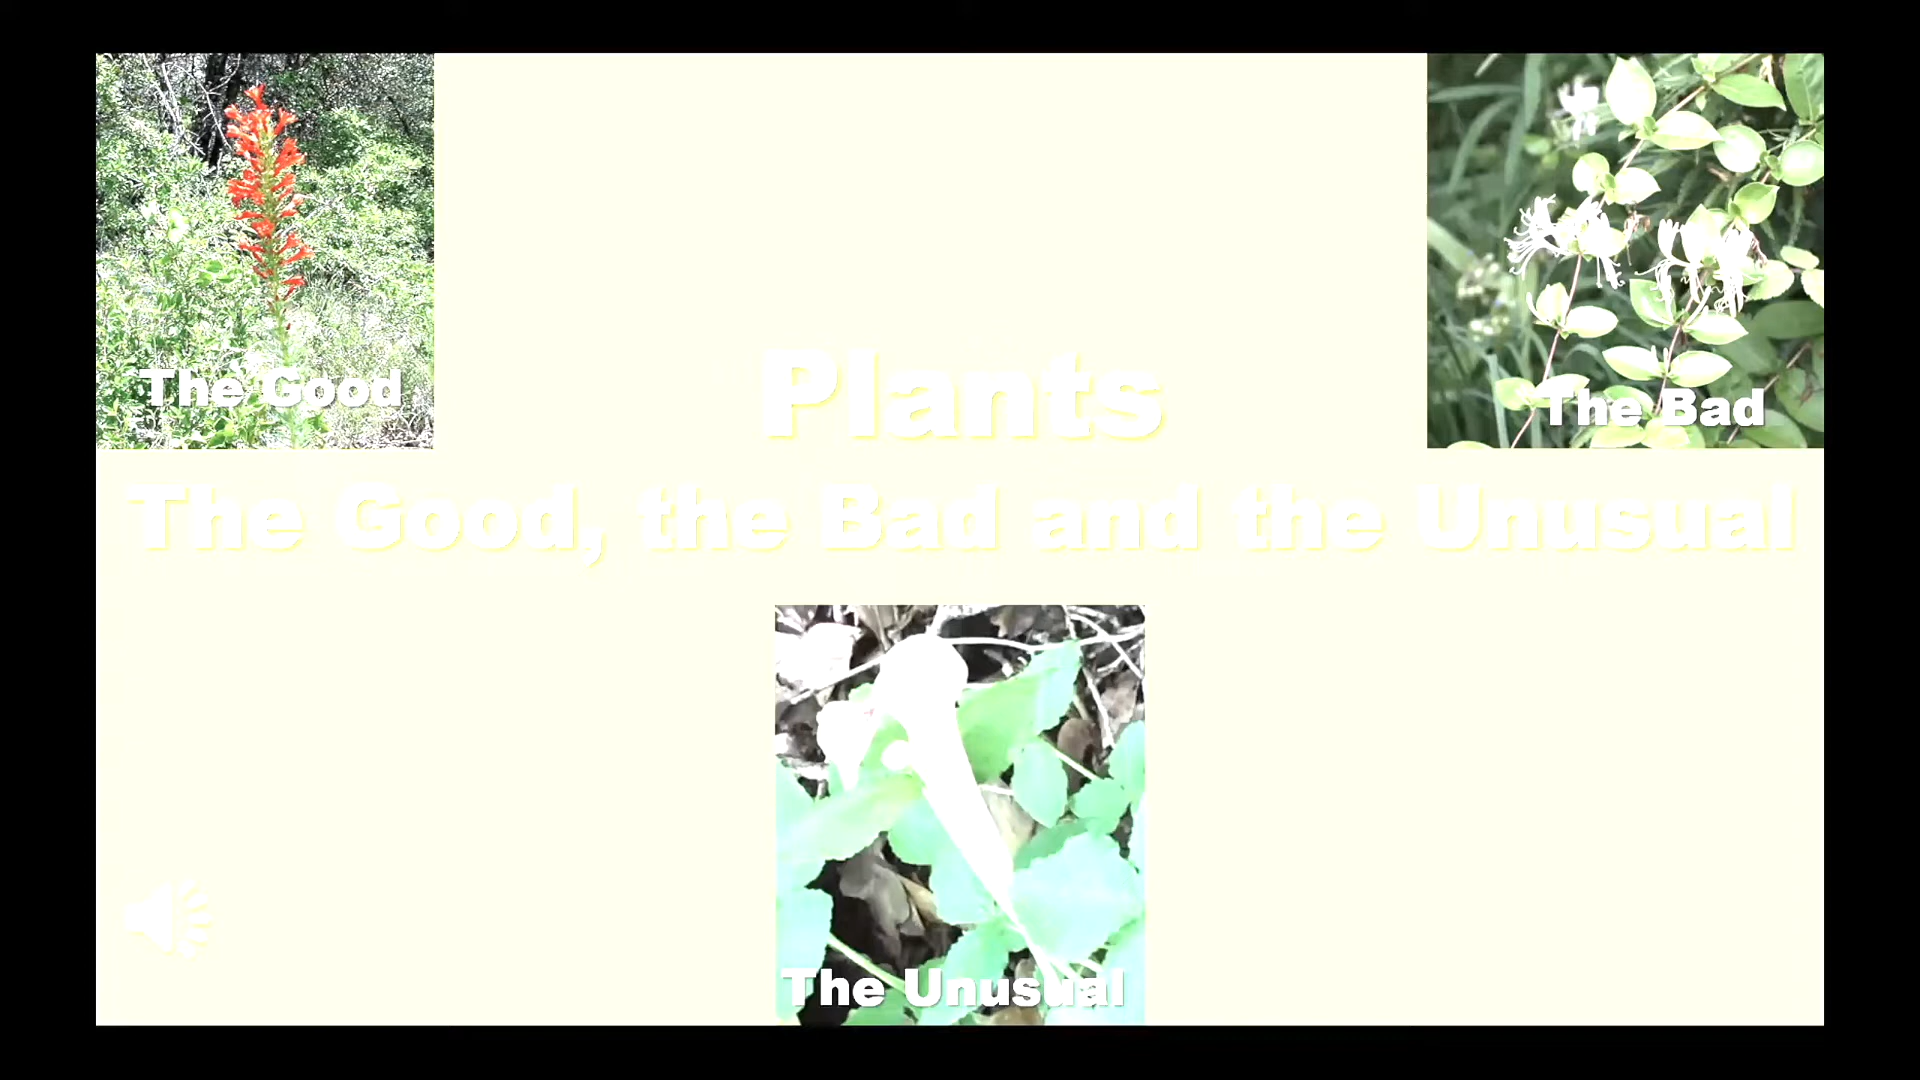 The Good
The Bad
Plants
The Good, the Bad and the Unusual
The Unusual